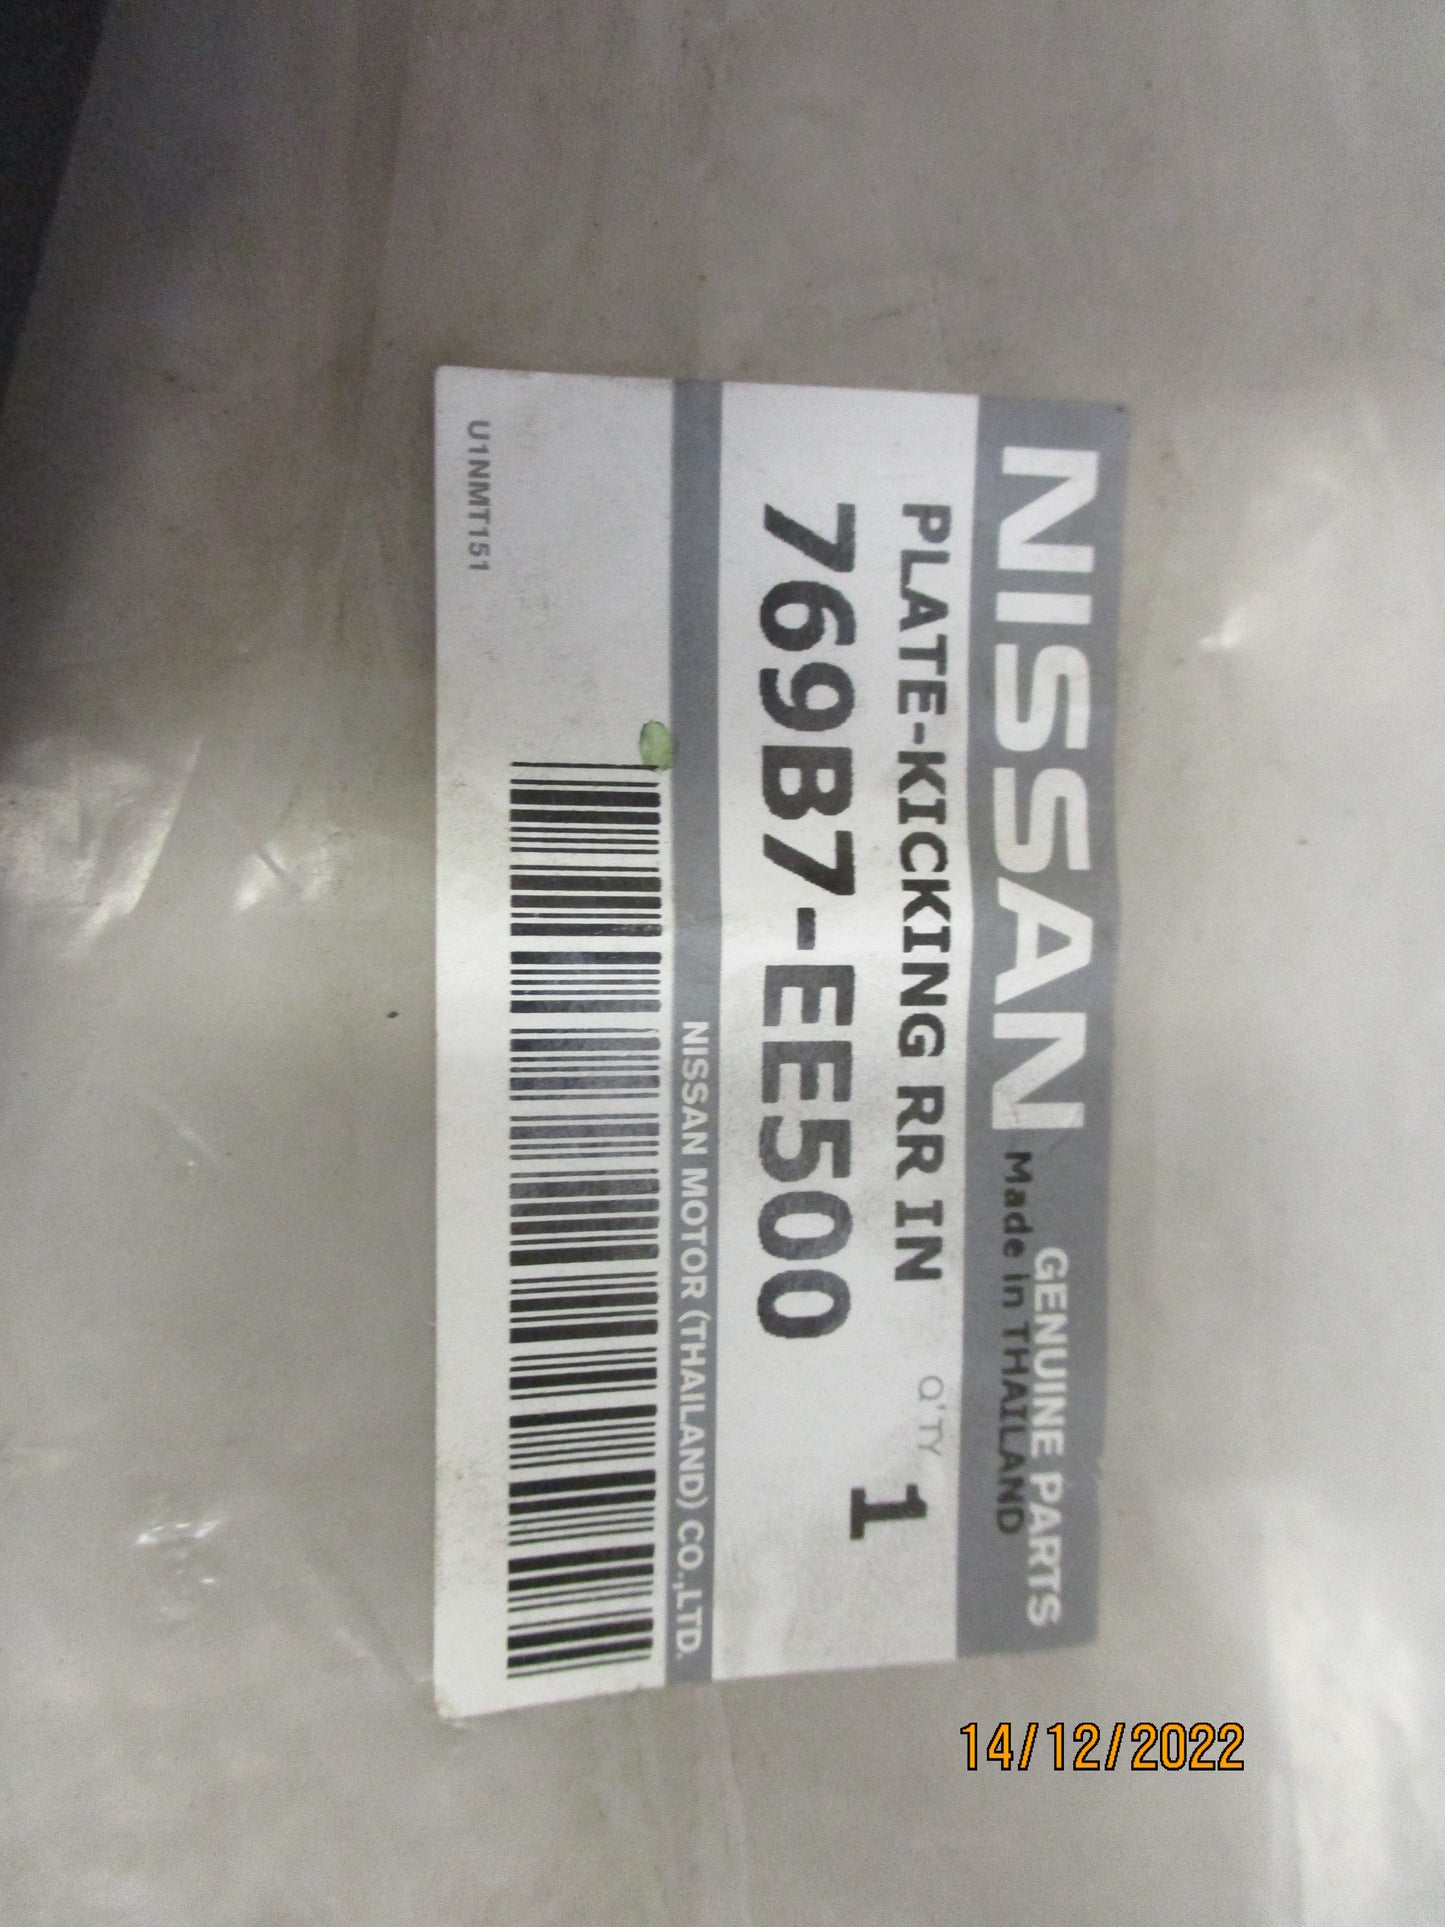 NISSAN GENUINE PARTS
Made in THAILAND
PLATE-KICKING RR IN Q'TY
769B7-EE500 1
NISSAN MOTOR (THAILAND) CO.,LTD.
U1NMT151
14/12/2022